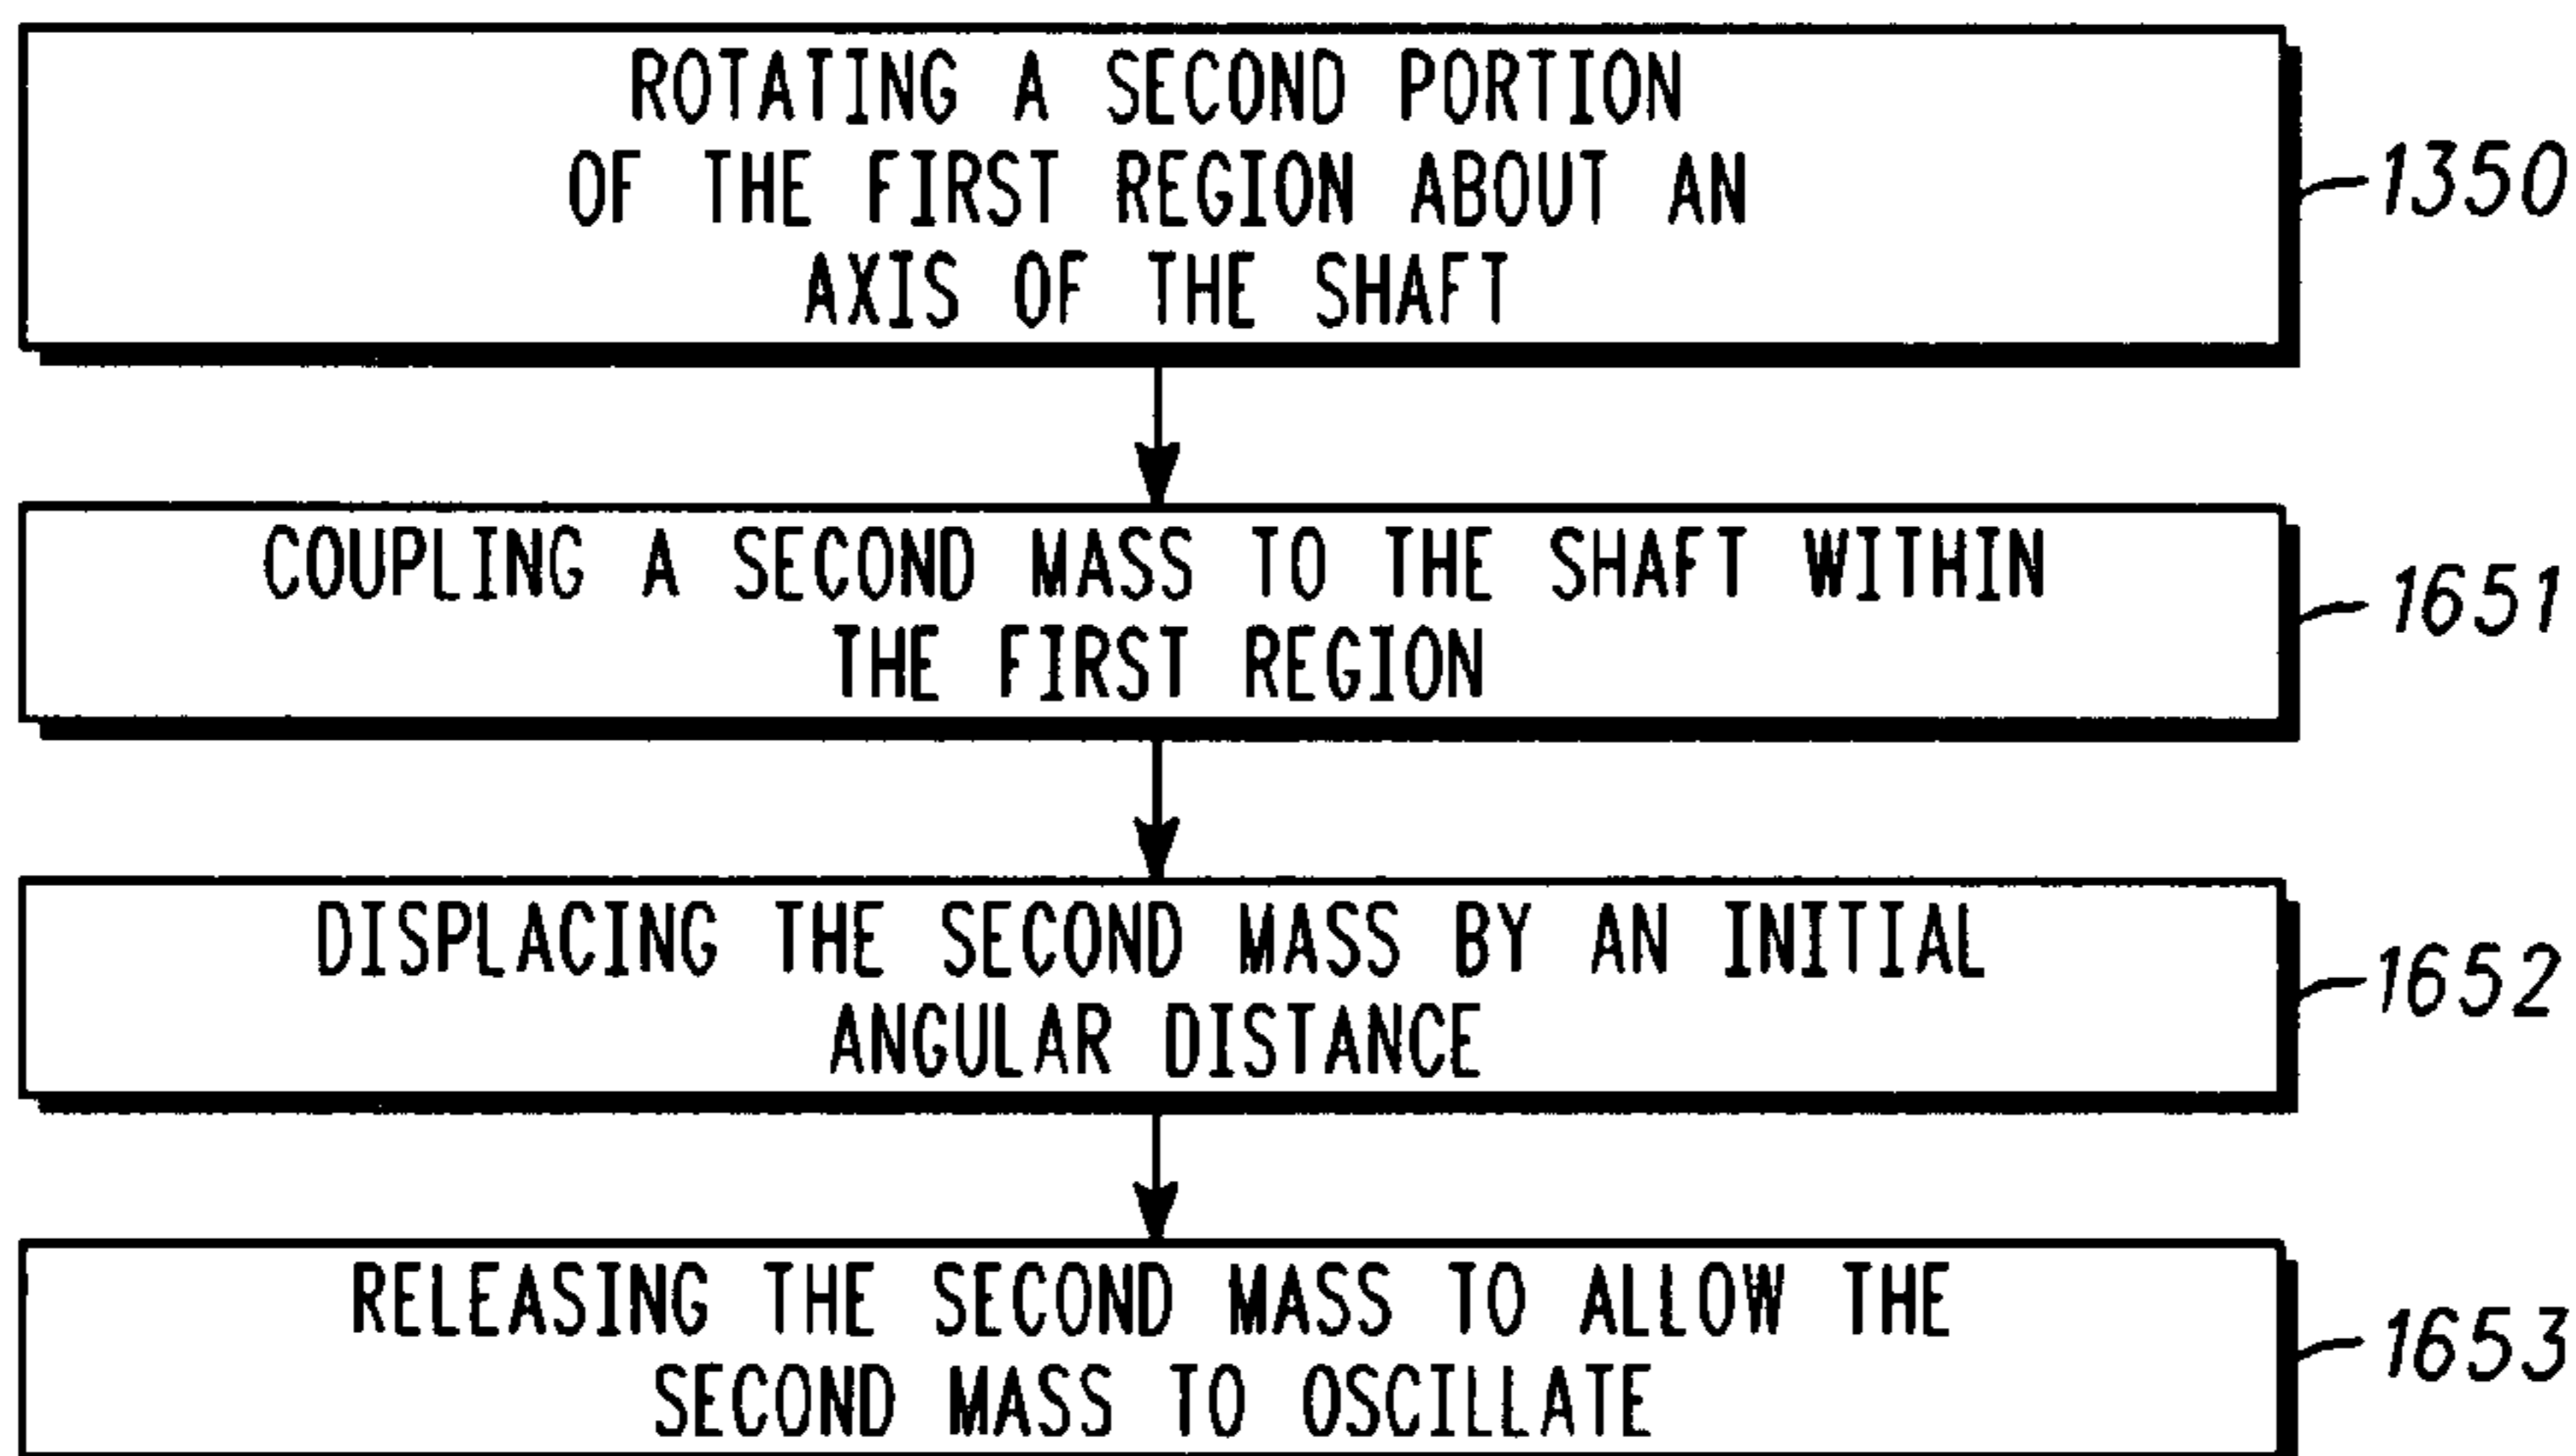 ROTATING A SECOND PORTION
OF THE FIRST REGION ABOUT AN
AXIS OF THE SHAFT
1350
COUPLING A SECOND MASS TO THE SHAFT WITHIN
THE FIRST REGION
1651
DISPLACING THE SECOND MASS BY AN INITIAL
ANGULAR DISTANCE
1652
RELEASING THE SECOND MASS TO ALLOW THE
SECOND MASS TO OSCILLATE
1653